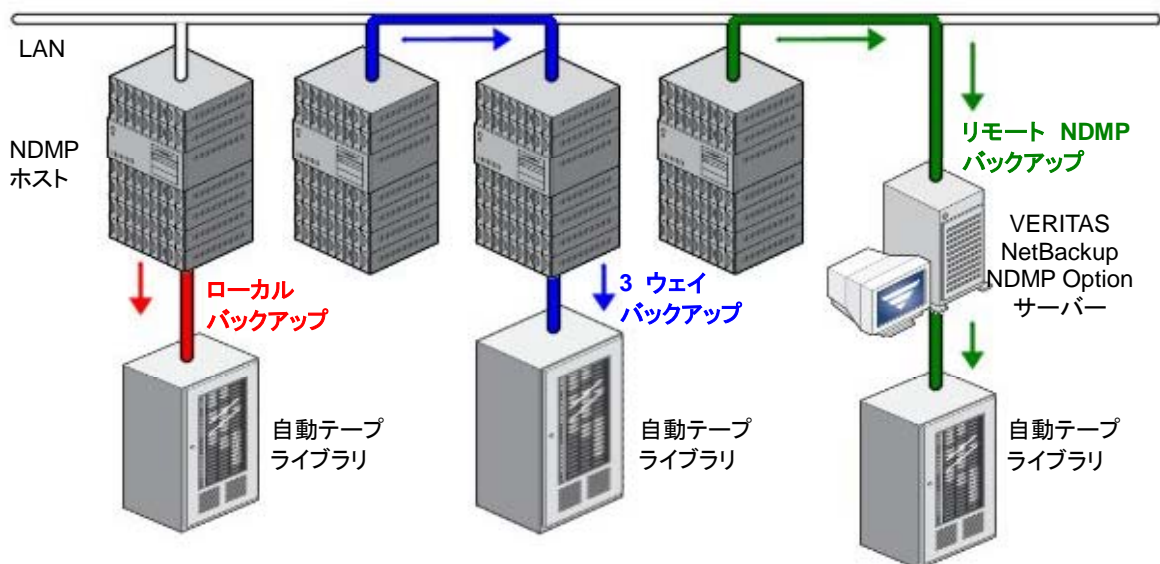 LAN
NDMP
ホスト
ローカル
バックアップ
3 ウェイ
バックアップ
リモート NDMP
バックアップ
VERITAS
NetBackup
NDMP Option
サーバー
自動テープ
ライブラリ
自動テープ
ライブラリ
自動テープ
ライブラリ